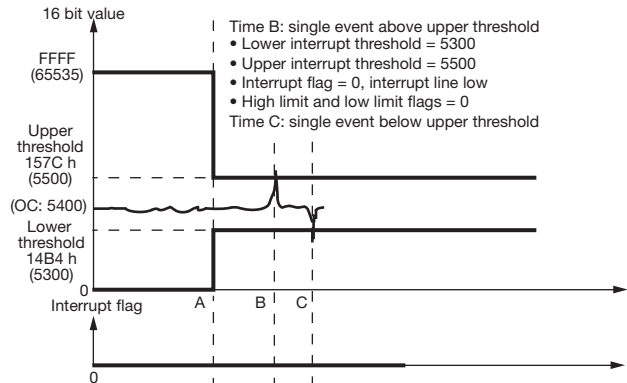 16 bit value
Time B: single event above upper threshold
• Lower interrupt threshold = 5300
• Upper interrupt threshold = 5500
• Interrupt flag = 0, interrupt line low
• High limit and low limit flags = 0
Time C: single event below upper threshold
FFFF
(65535)
Upper
threshold
157C h
(5500)
(OC: 5400)
Lower
threshold
14B4 h
(5300)
0
Interrupt flag
A
B
C
0